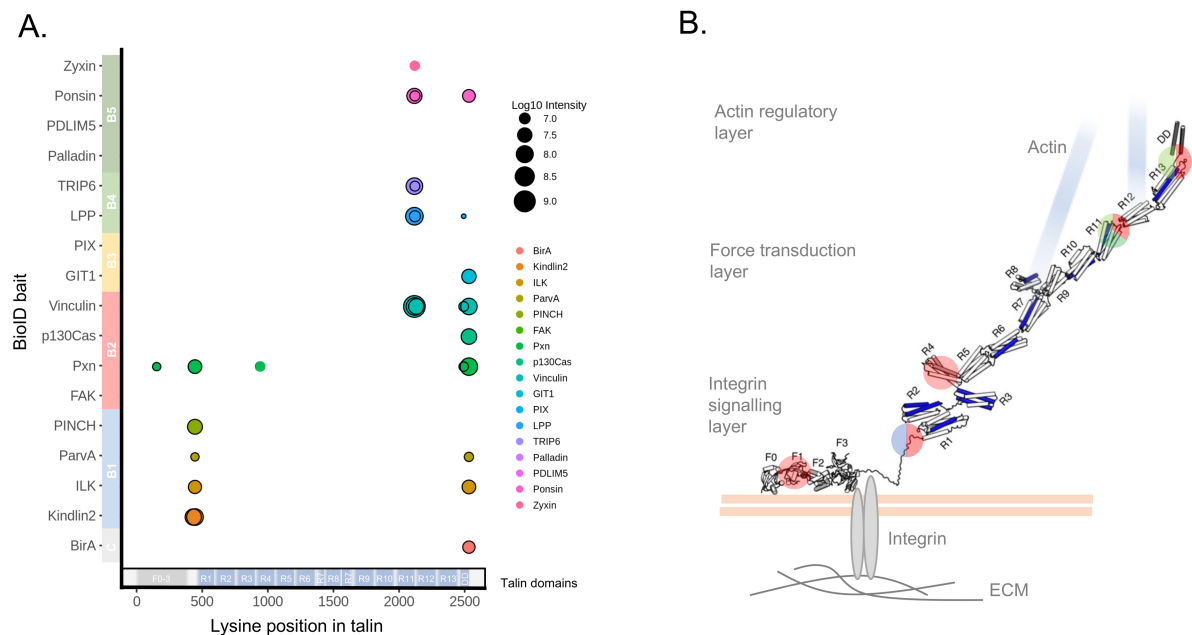 A.
Zyxin
Ponsin
PDLIM5
Palladin
TRIP6
LPP
PIX
GIT1
Vinculin
p130Cas
Pxn
FAK
PINCH
ParvA
ILK
Kindlin2
BirA
BioID bait
B5
B4
B3
B2
B1
C
F0-3
R1
R2
R3
R4
R5
R6
R7
R8
R7
R9
R10
R11
R12
R13
DD
Talin domains
0
500
1000
1500
2000
2500
Lysine position in talin
Log10 Intensity
7.0
7.5
8.0
8.5
9.0
BirA
Kindlin2
ILK
ParvA
PINCH
FAK
Pxn
p130Cas
Vinculin
GIT1
PIX
LPP
TRIP6
Palladin
PDLIM5
Ponsin
Zyxin
B.
Actin regulatory
layer
Actin
Force transduction
layer
Integrin
signalling
layer
DD
R13
R12
R11
R10
R9
R8
R7
R6
R5
R4
R3
R2
R1
F0
F1
F2
F3
Integrin
ECM